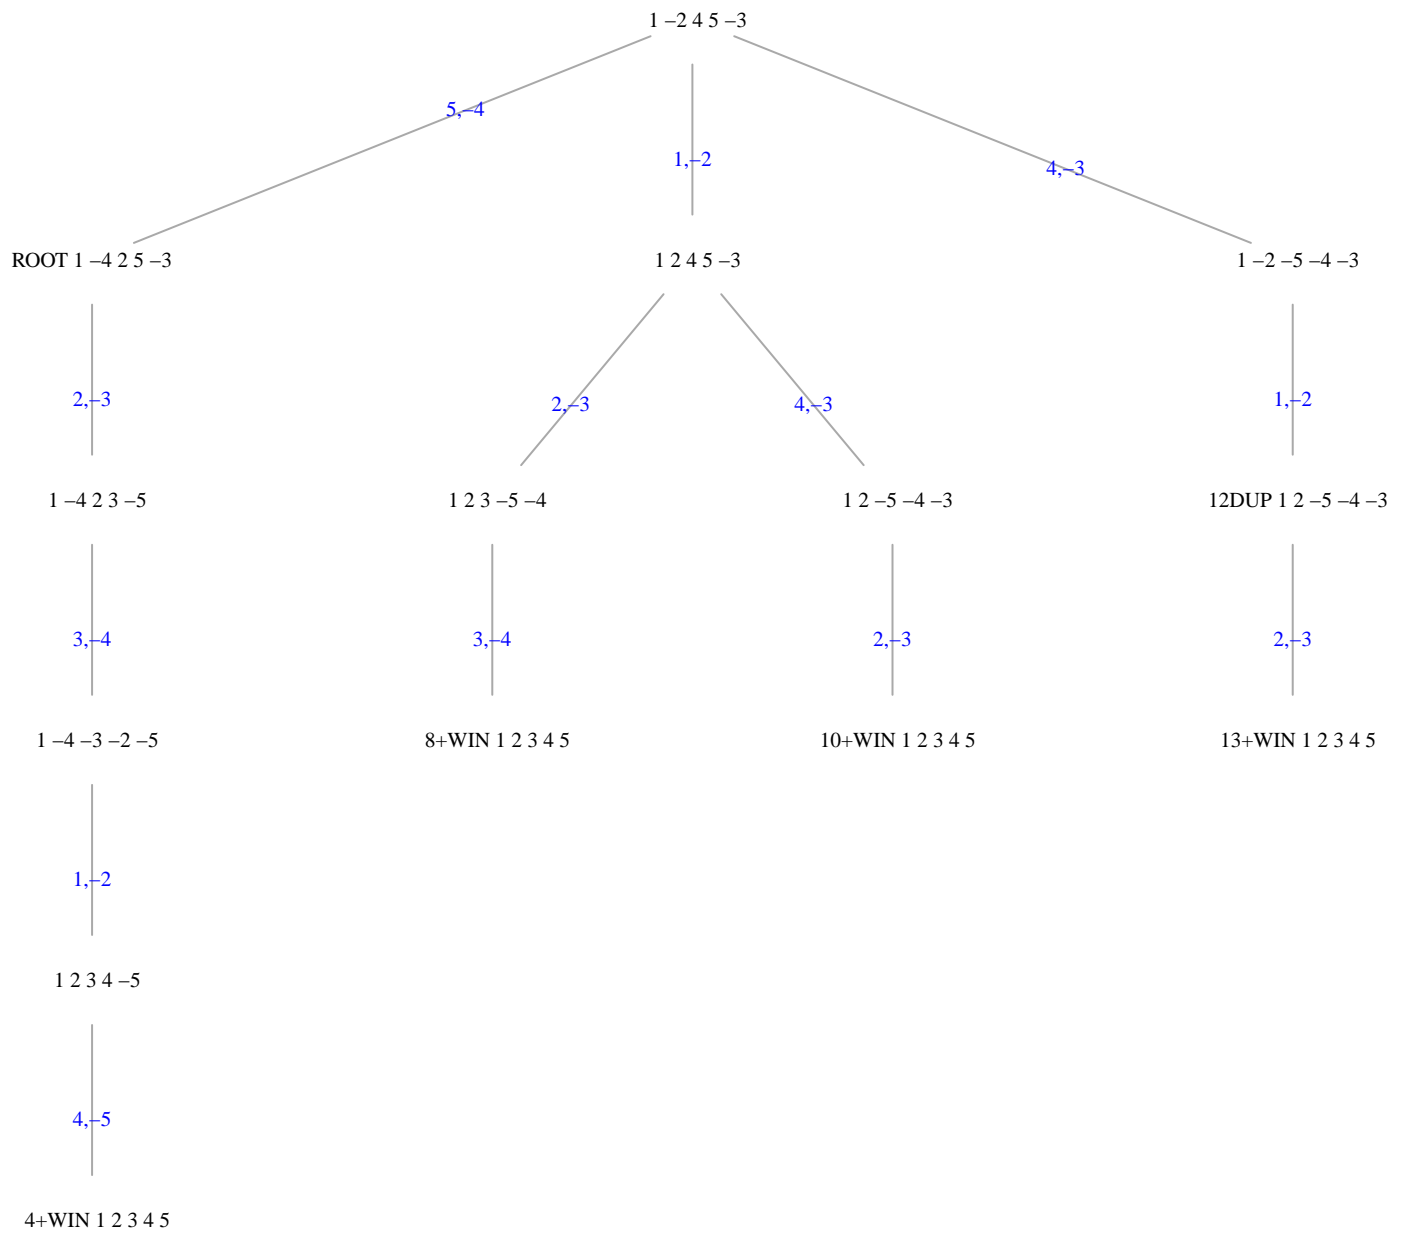 1 –2 4 5 –3
5,–4
1,–2
4,–3
ROOT 1 –4 2 5 –3
1 2 4 5 –3
1 –2 –5 –4 –3
2,–3
2,–3
4,–3
1,–2
1 –4 2 3 –5
1 2 3 –5 –4
1 2 –5 –4 –3
12DUP 1 2 –5 –4 –3
3,–4
3,–4
2,–3
2,–3
1 –4 –3 –2 –5
8+WIN 1 2 3 4 5
10+WIN 1 2 3 4 5
13+WIN 1 2 3 4 5
1,–2
1 2 3 4 –5
4,–5
4+WIN 1 2 3 4 5